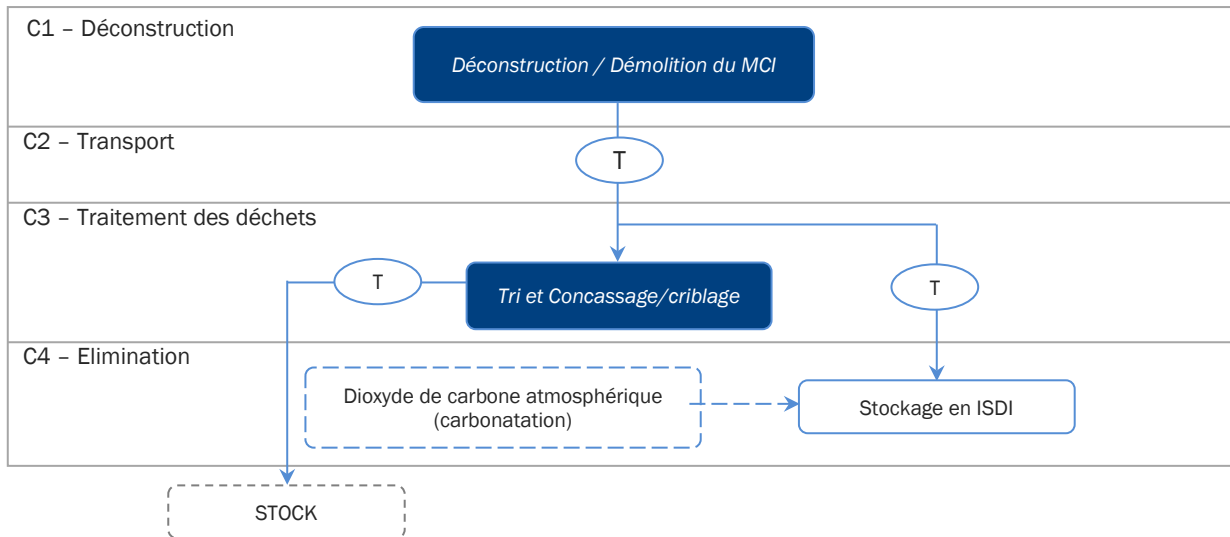 C1 – Déconstruction
Déconstruction / Démolition du MCI
C2 – Transport
T
C3 – Traitement des déchets
T
Tri et Concassage/criblage
T
C4 – Elimination
Dioxyde de carbone atmosphérique
(carbonatation)
Stockage en ISDI
STOCK